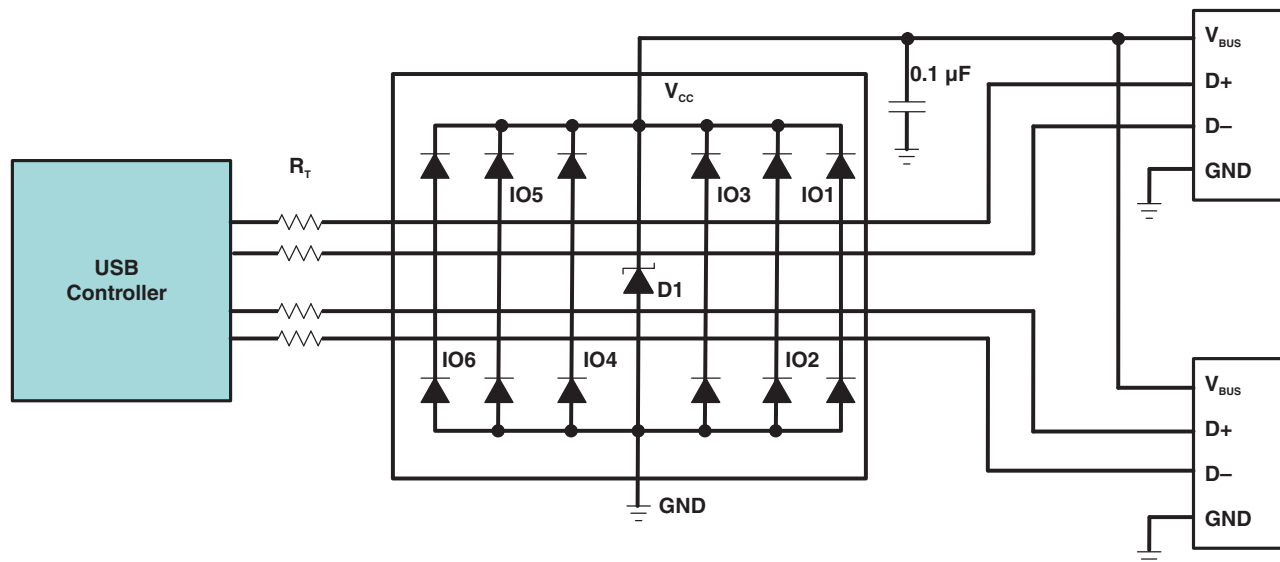 V_BUS
0.1 µF
D+
V_CC
D–
R_T
GND
IO5
IO3
IO1
USB
Controller
D1
IO6
IO4
IO2
V_BUS
D+
D–
GND
GND